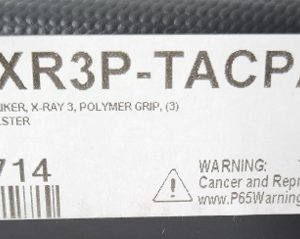 XR3P-TACPA
IKER, X-RAY 3, POLYMER GRIP, (3)
LSTER
714
WARNING:
Cancer and Repr
www.P65Warning